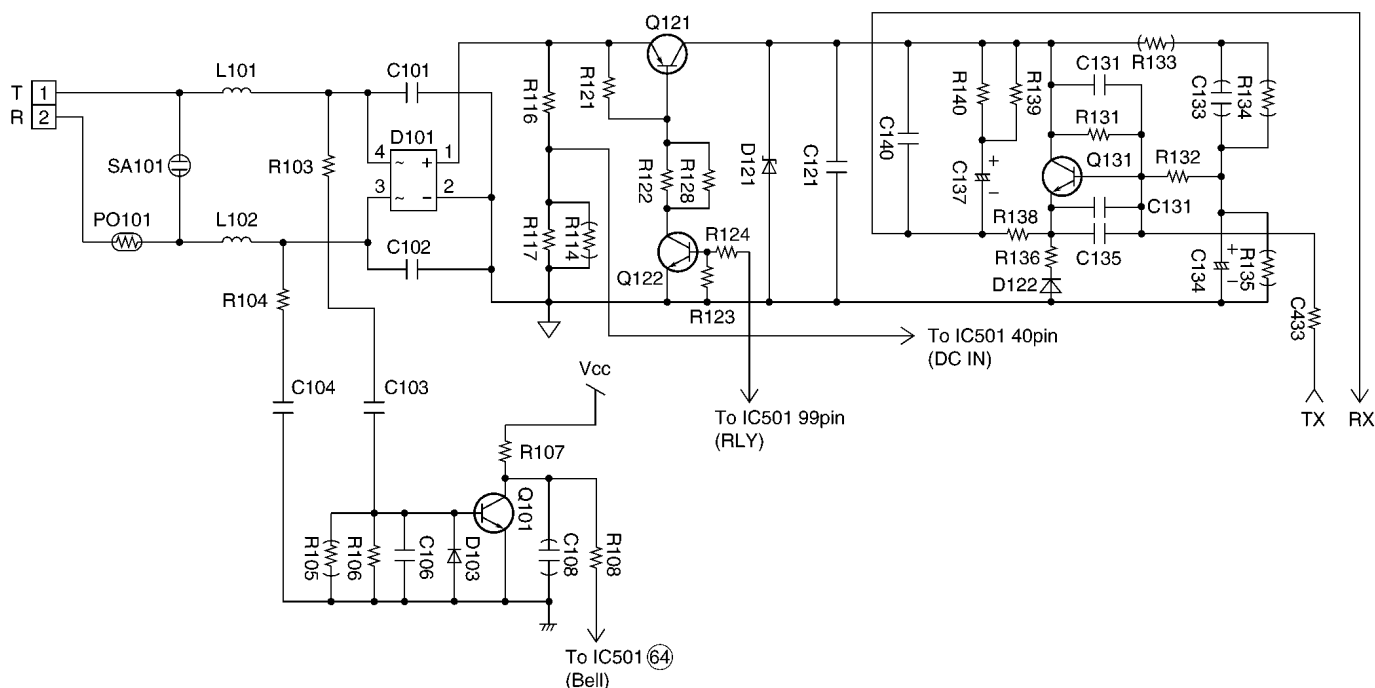 Q121
C101
L101
C131
R133
T 1
R 2
R116
R121
R140
R139
C133
R134
D101
4 ~ + 1
3 ~ − 2
R131
C140
Q131
R132
R103
SA101
R122
R128
D121
C121
C137
+
−
PO101
L102
C131
R138
R124
R117
R114
R136
C135
C134
+
−
R135
C102
Q122
D122
R104
R123
C433
To IC501 40pin
(DC IN)
Vcc
C104
C103
To IC501 99pin
(RLY)
TX
RX
R107
Q101
R105
R106
C106
D103
C108
R108
To IC501 64
(Bell)